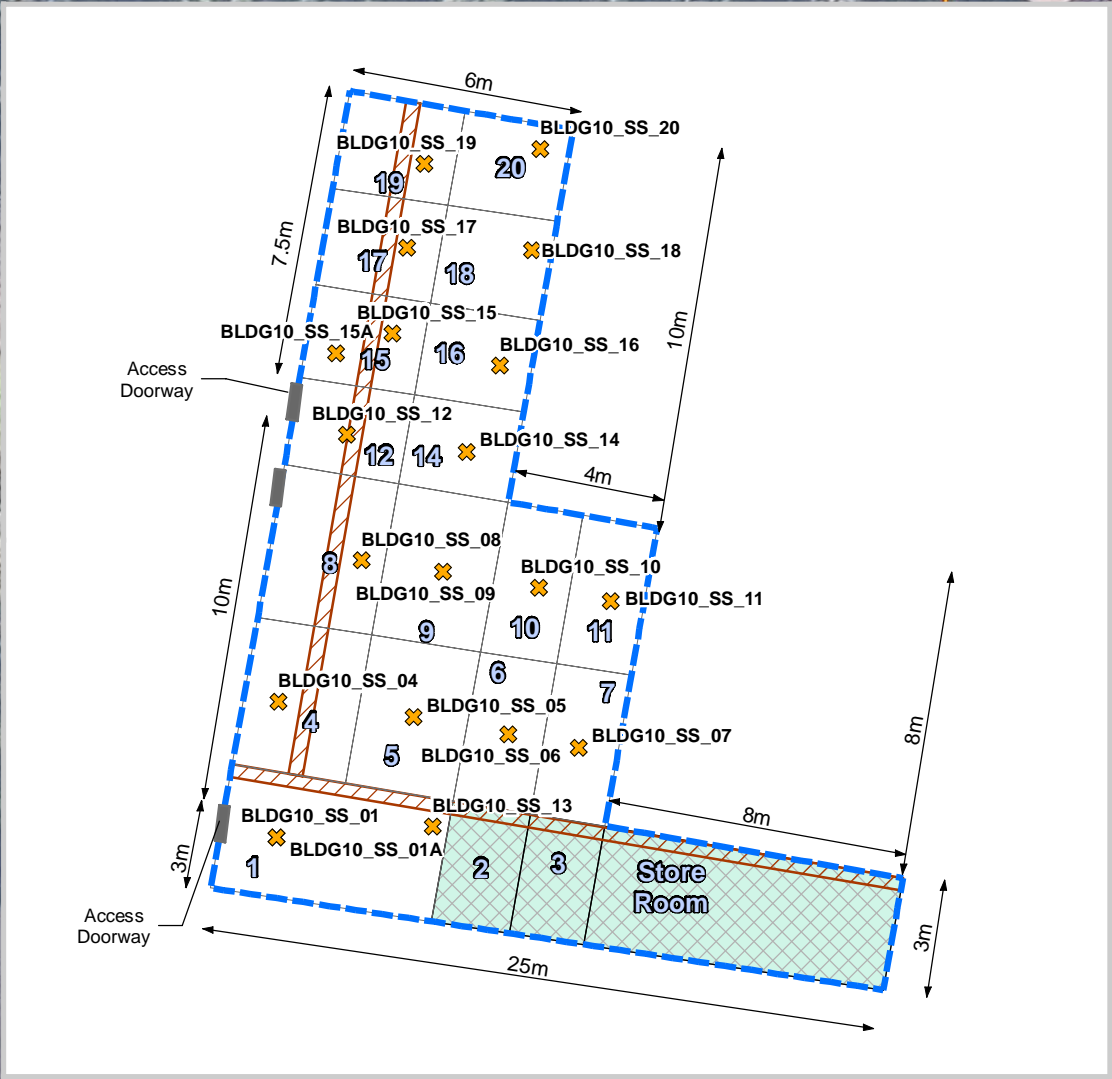 6m
BLDG10_SS_20
BLDG10_SS_19
20
19
7.5m
BLDG10_SS_17
BLDG10_SS_18
17
18
BLDG10_SS_15
10m
BLDG10_SS_15A
BLDG10_SS_16
15
16
Access
Doorway
BLDG10_SS_12
BLDG10_SS_14
12
14
4m
BLDG10_SS_08
8
BLDG10_SS_10
BLDG10_SS_09
BLDG10_SS_11
10m
9
10
11
6
BLDG10_SS_04
7
4
BLDG10_SS_05
BLDG10_SS_07
8m
5
BLDG10_SS_06
BLDG10_SS_13
BLDG10_SS_01
8m
BLDG10_SS_01A
3m
1
2
3
Store
Room
Access
Doorway
3m
25m